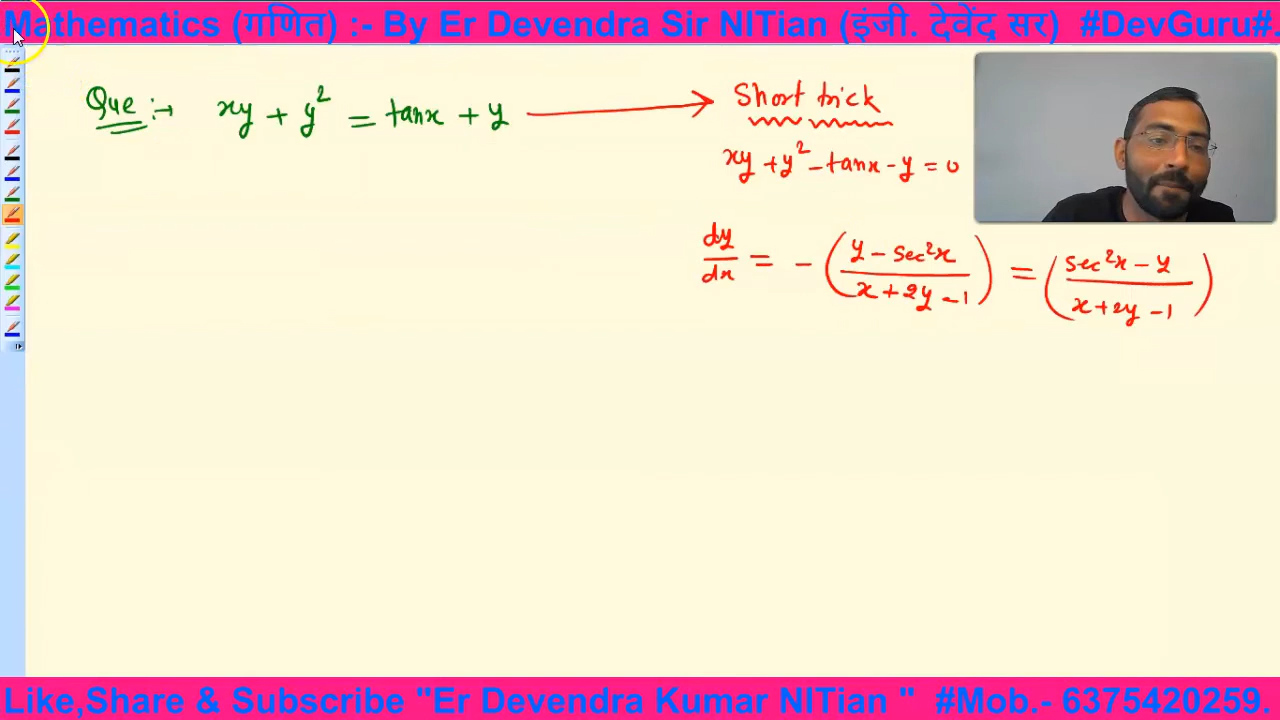 Mathematics (गणित) :- By Er Devendra Sir NITian (इंजी. देवेंद्र सर) #DevGuru#.
Que :→ xy + y² = tanx + y
Short trick
xy + y² - tanx - y = 0
dy/dx = - (y - sec²x / x + 2y - 1) = (sec²x - y / x + 2y - 1)
Like,Share & Subscribe "Er Devendra Kumar NITian " #Mob.- 6375420259.